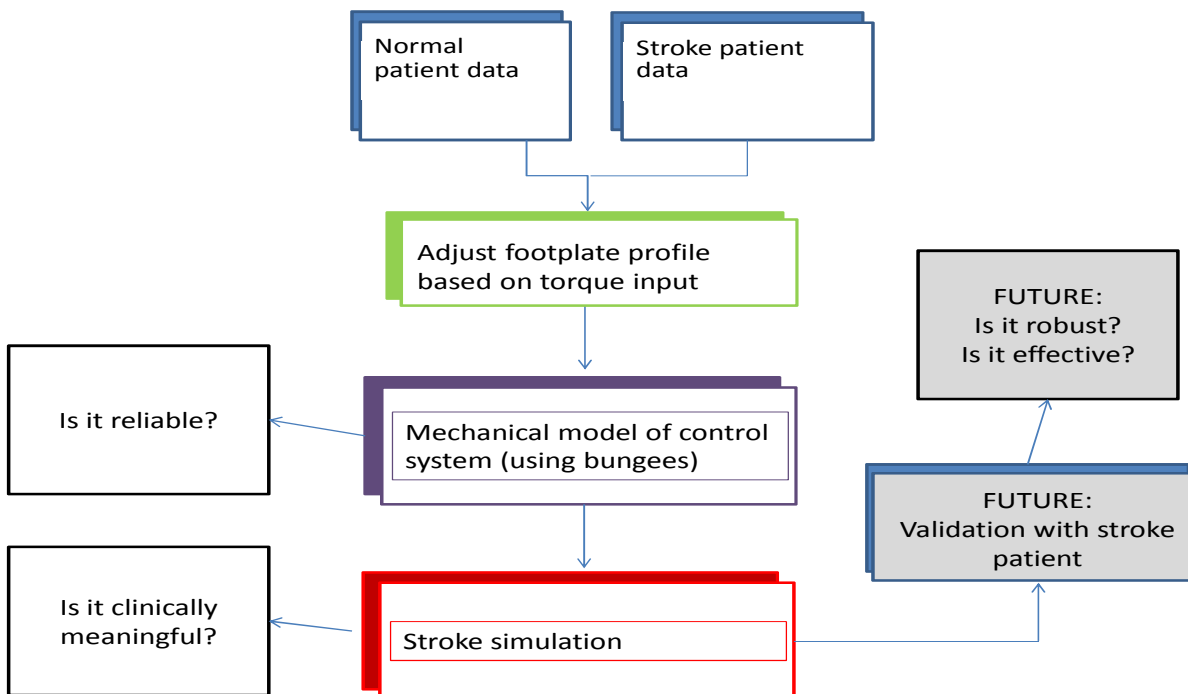 Normal
patient data
Stroke patient
data
Adjust footplate profile
based on torque input
FUTURE:
Is it robust?
Is it effective?
Is it reliable?
Mechanical model of control
system (using bungees)
FUTURE:
Validation with stroke
patient
Is it clinically
meaningful?
Stroke simulation